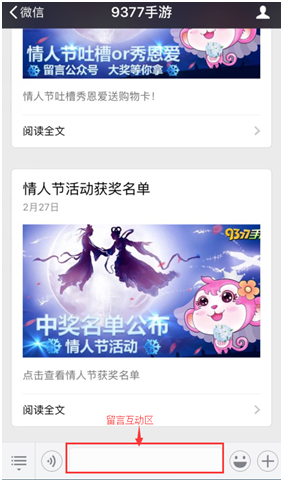 微信
9377手游
情人节吐槽or秀恩爱
留言公众号 大奖等你拿
情人节吐槽秀恩爱送购物卡！
阅读全文
情人节活动获奖名单
2月27日
9377手
中奖名单公布
情人节活动
点击查看情人节获奖名单
阅读全文
留言互动区